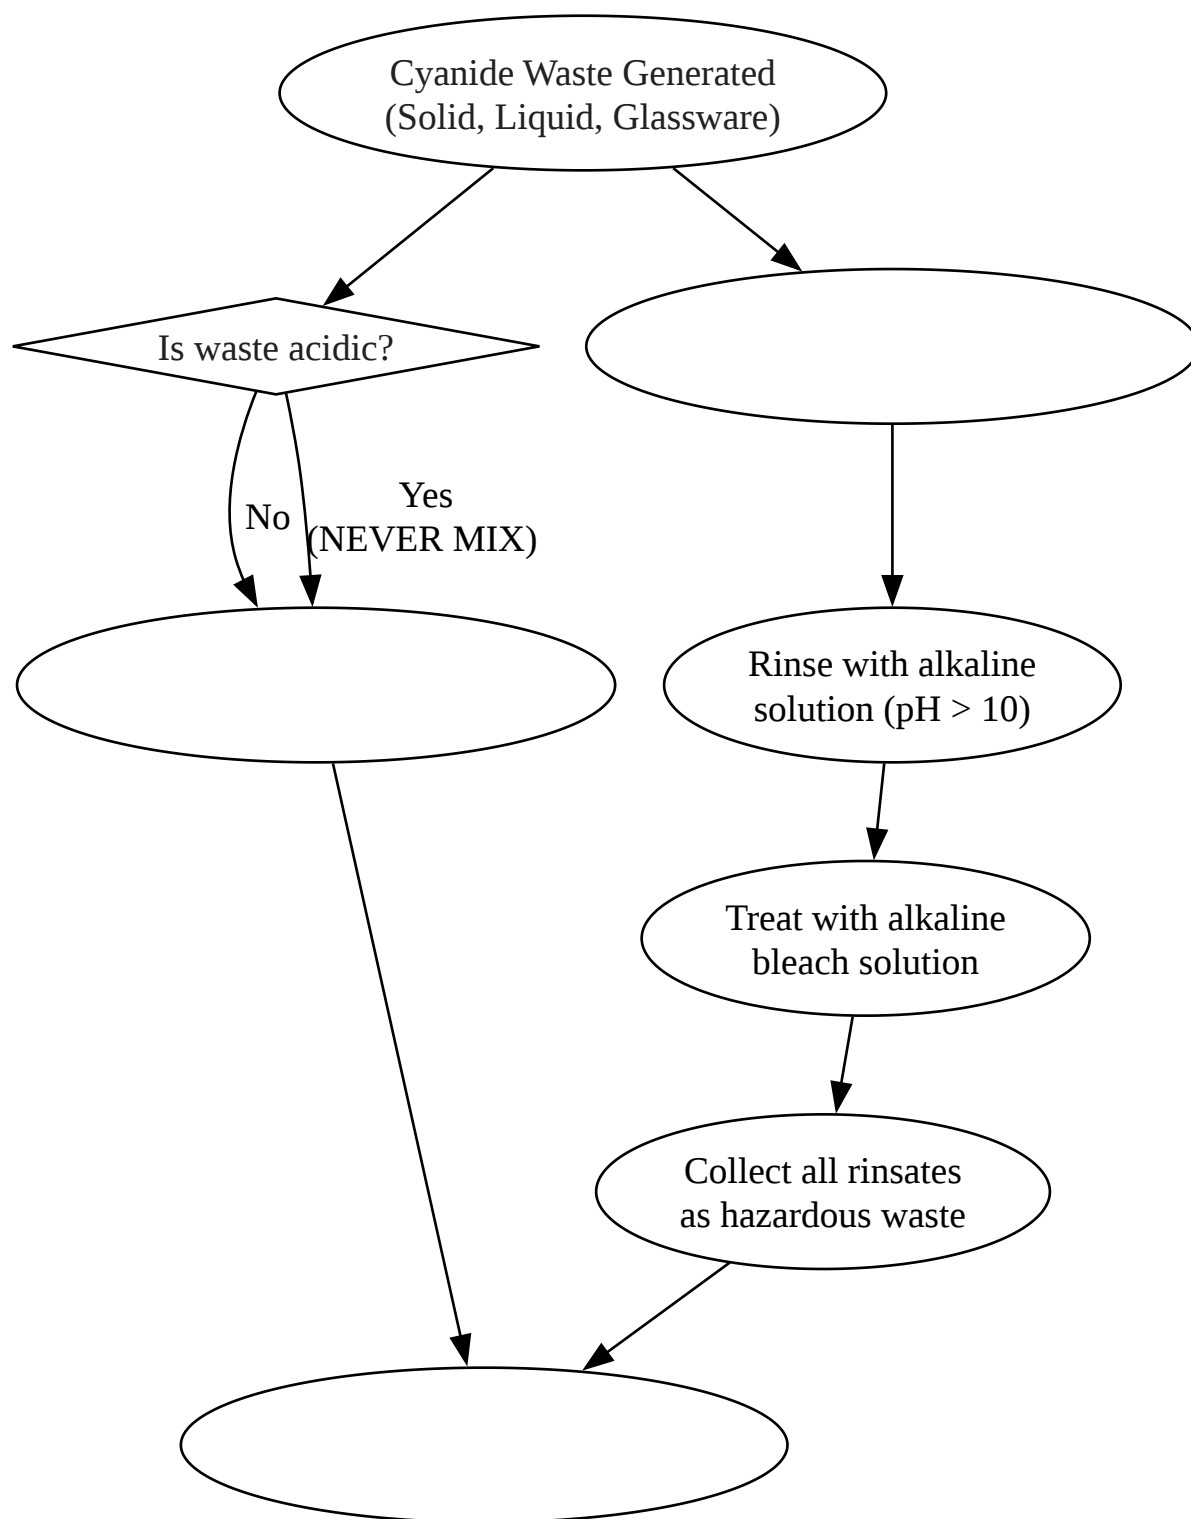 Cyanide Waste Generated
(Solid, Liquid, Glassware)
Is waste acidic?
No
Yes
(NEVER MIX)
Rinse with alkaline
solution (pH > 10)
Treat with alkaline
bleach solution
Collect all rinsates
as hazardous waste